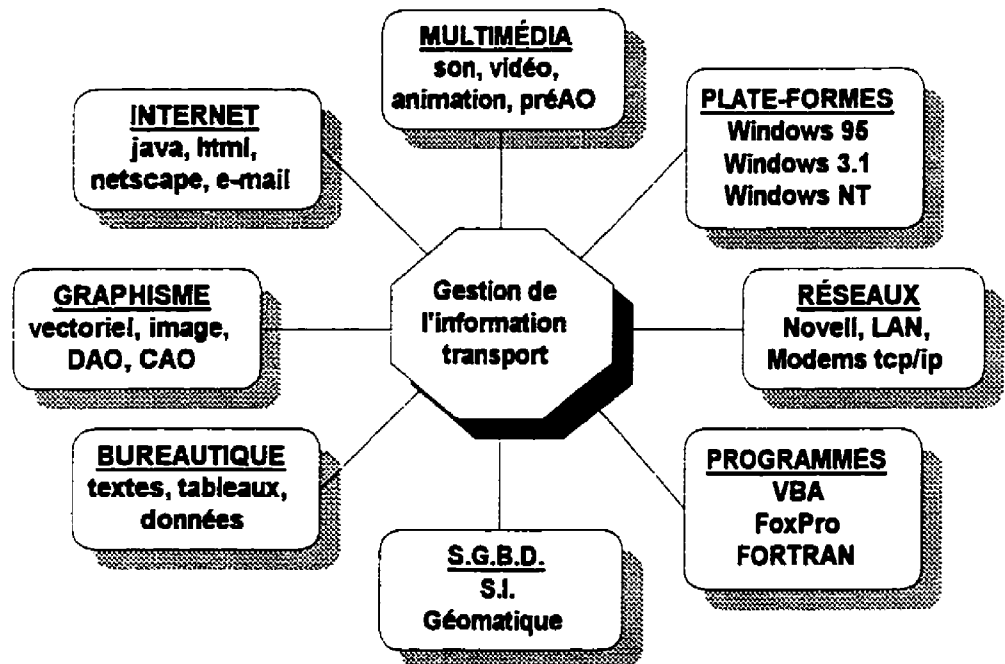 MULTIMÉDIA
son, vidéo,
animation, préAO
INTERNET
java, html,
netscape, e-mail
PLATE-FORMES
Windows 95
Windows 3.1
Windows NT
GRAPHISME
vectoriel, image,
DAO, CAO
Gestion de
l'information
transport
RÉSEAUX
Novell, LAN,
Modems tcp/ip
BUREAUTIQUE
textes, tableaux,
données
PROGRAMMES
VBA
FoxPro
FORTRAN
S.G.B.D.
S.I.
Géomatique